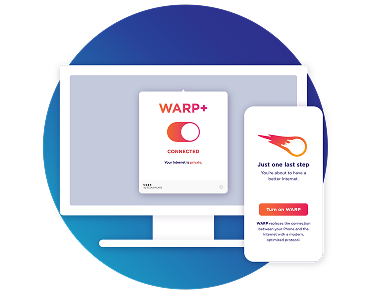 WARP+
CONNECTED
Your Internet is private.
Just one last step
You're about to have a
better Internet
Turn on WARP
WARP replaces the connection
between your Phone and the
Internet with a modern,
optimized protocol.